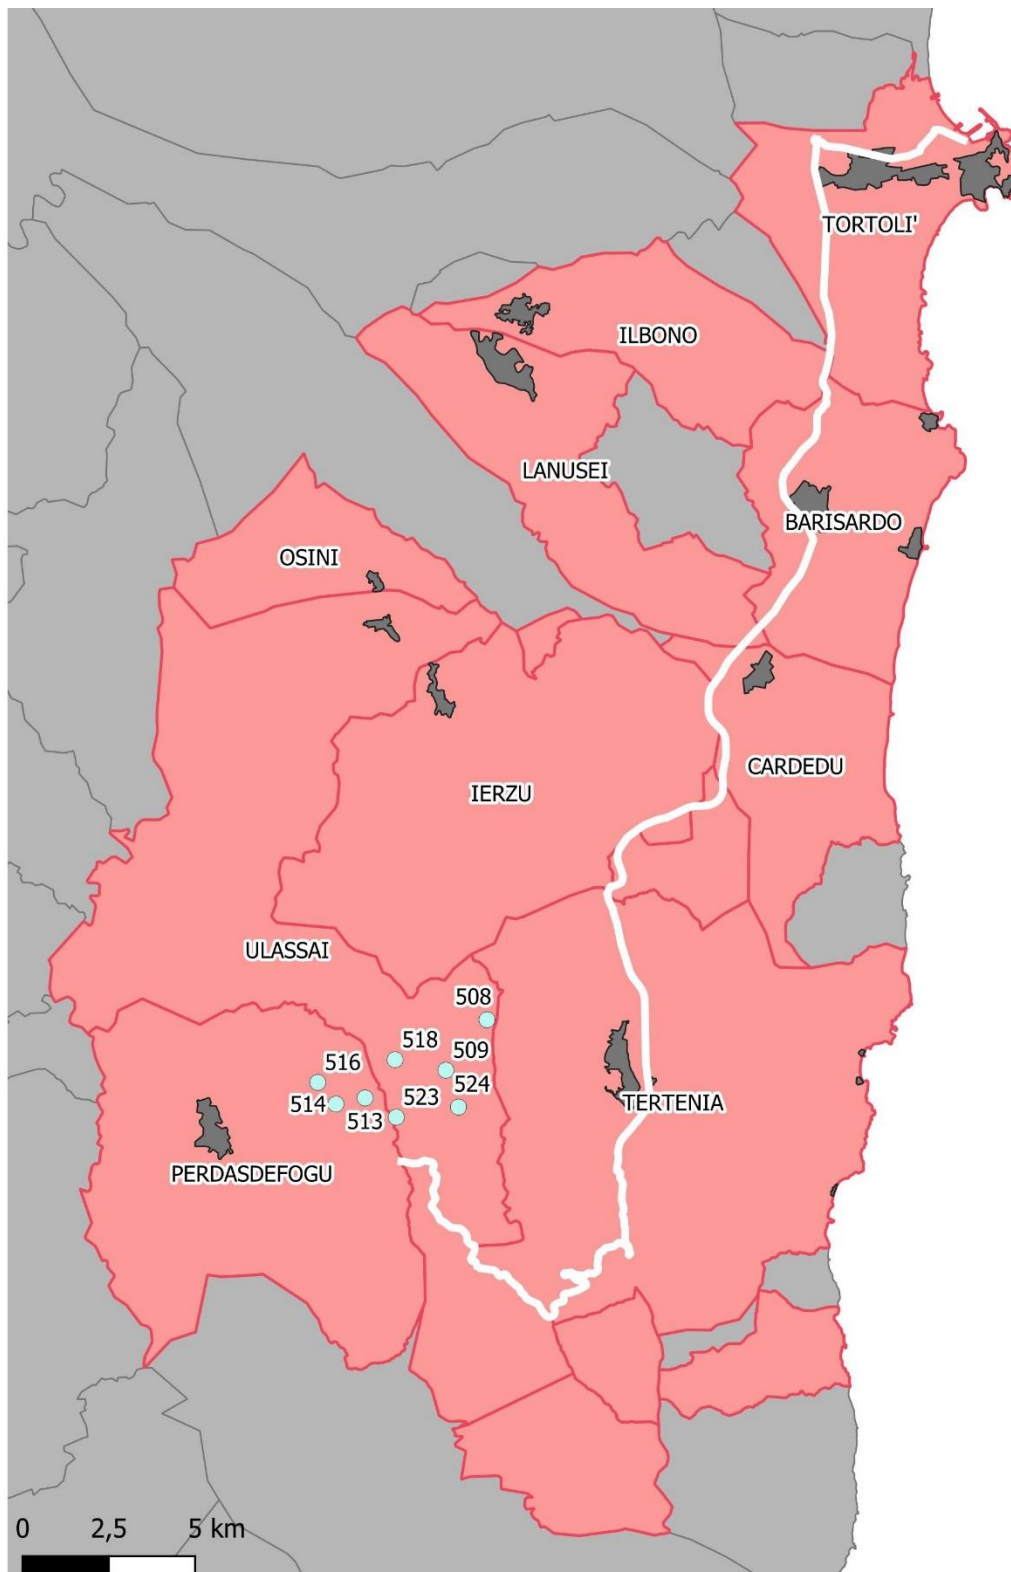 TORTOLI'
ILBONO
LANUSEI
BARISARDO
OSINI
CARDEDU
IERZU
ULASSAI
508
518
509
516
524
523
514
513
TERTENIA
PERDASDEFOGU
0 2,5 5 km